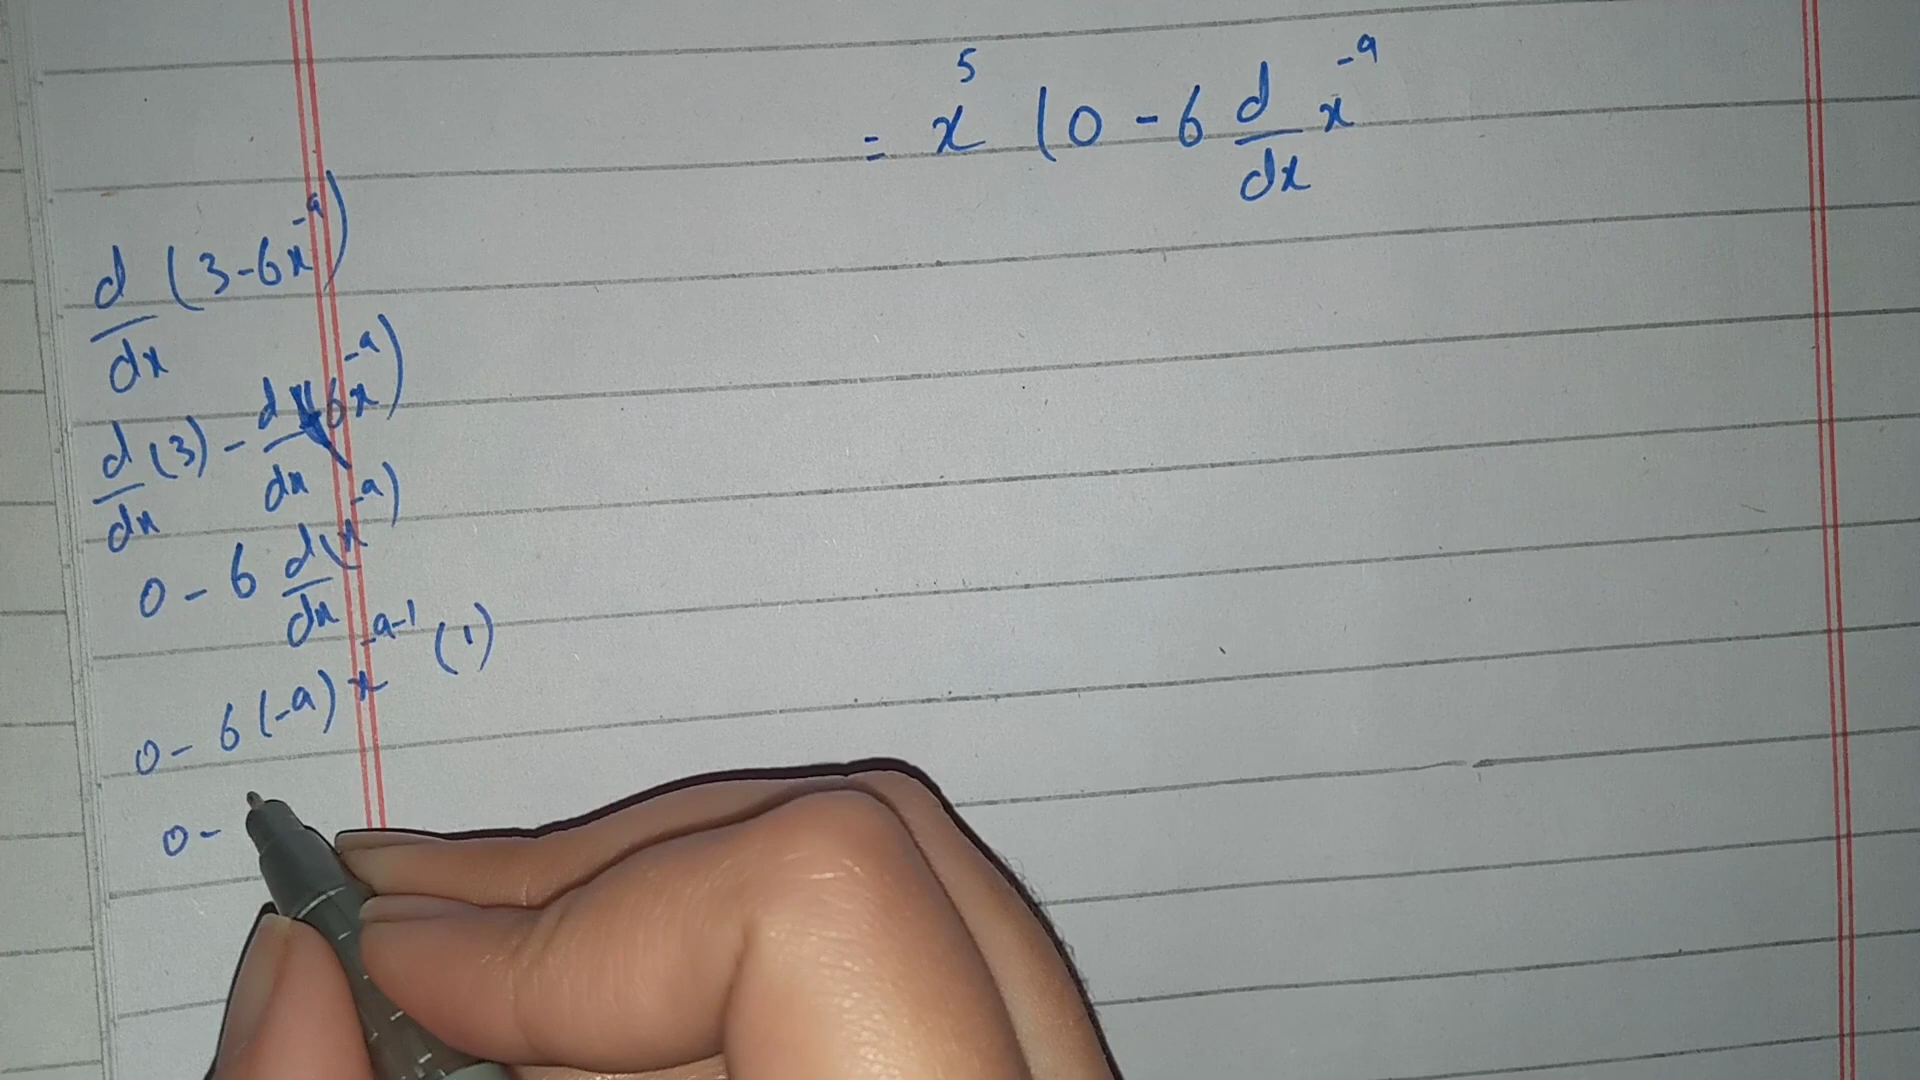 = x⁵ (0 - 6 d/dx x⁻⁹
d/dx (3-6x⁻⁹)
d/dx (3) - d/dx (6x⁻⁹)
0 - 6 d/dx (x⁻⁹)
0 - 6 (-9) x⁻⁹⁻¹ (1)
0 -